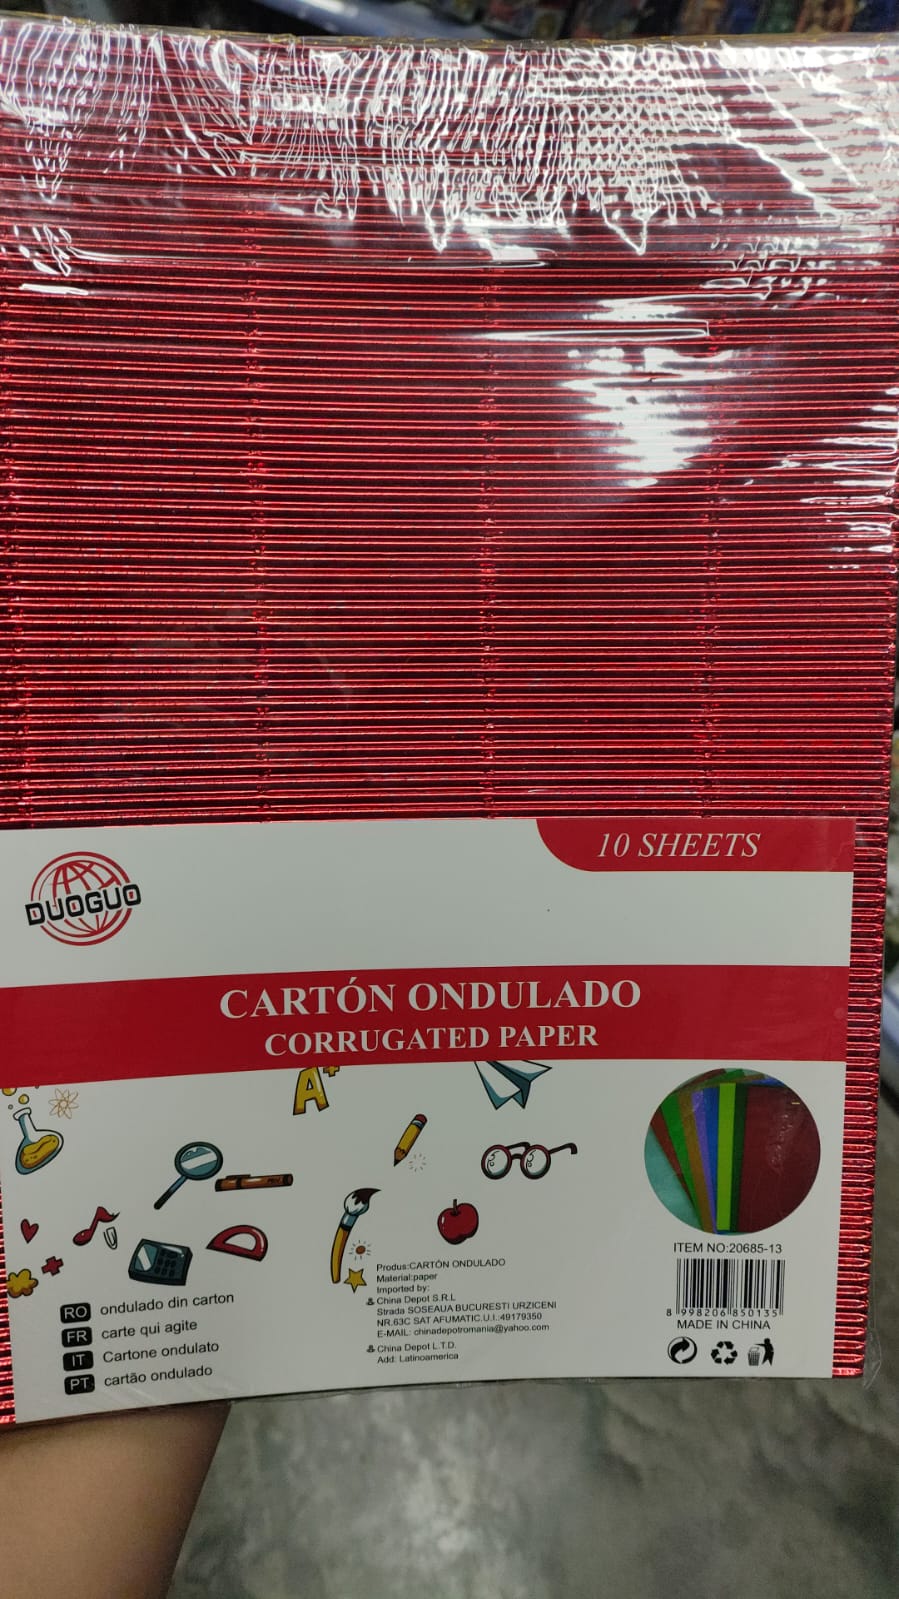 10 SHEETS
DUOGUO
CARTÓN ONDULADO
CORRUGATED PAPER
A+
RO ondulado din carton
FR carte qui agite
IT Cartone ondulato
PT cartão ondulado
Produs:CARTÓN ONDULADO
Material:paper
Imported by:
China Depot S.R.L
Strada SOSEAUA BUCURESTI URZICENI
NR.63C SAT AFUMATIC.U.I.:49179350
E-MAIL: chinadepotromania@yahoo.com
China Depot L.T.D.
Add: Latinoamerica
ITEM NO:20685-13
8 998206 850135
MADE IN CHINA